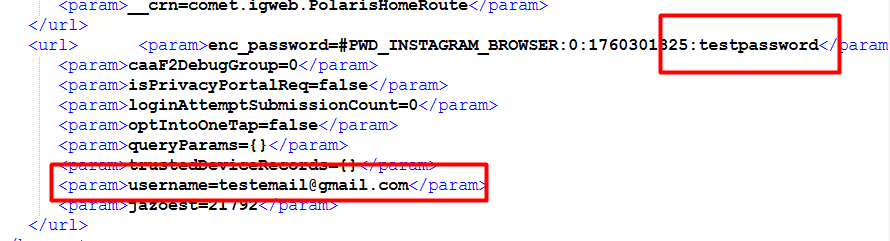 <param>__crn=comet.igweb.PolarisHomeRoute</param>
</url>
<url> <param>enc_password=#PWD_INSTAGRAM_BROWSER:0:1760301825:testpassword</param
<param>caaF2DebugGroup=0</param>
<param>isPrivacyPortalReq=false</param>
<param>loginAttemptSubmissionCount=0</param>
<param>optIntoOneTap=false</param>
<param>queryParams={}</param>
<param>trustedDeviceRecords={}</param>
<param>username=testemail@gmail.com</param>
<param>jazoest=21792</param>
</url>